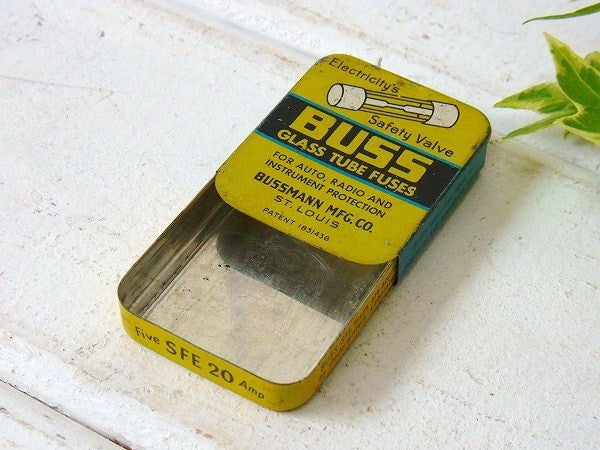 Electricity's
Safety Valve
BUSS
GLASS TUBE FUSES
FOR AUTO, RADIO AND
INSTRUMENT PROTECTION
BUSSMANN MFG. CO.
ST. LOUIS
PATENT 1831438
Five SFE 20 Amp